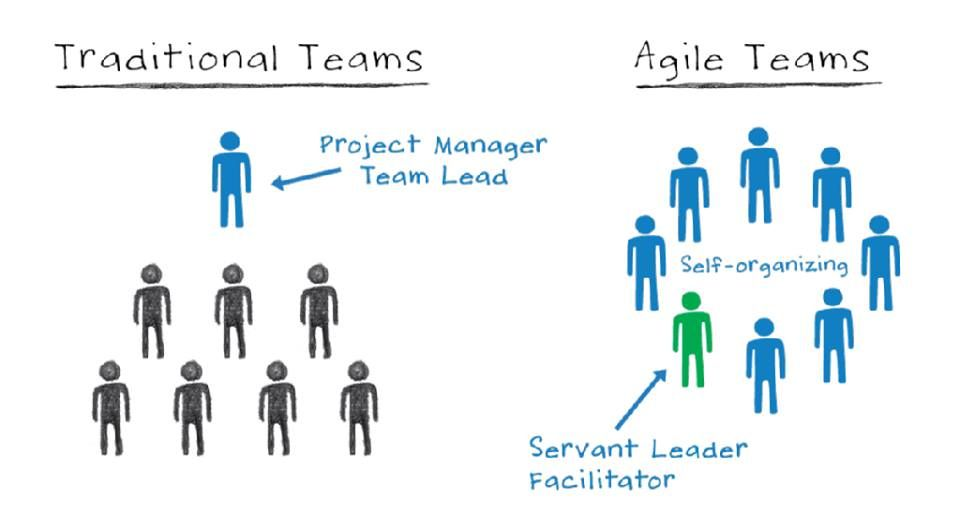 Traditional Teams
Agile Teams
Project Manager
Team Lead
Self-organizing
Servant Leader
Facilitator